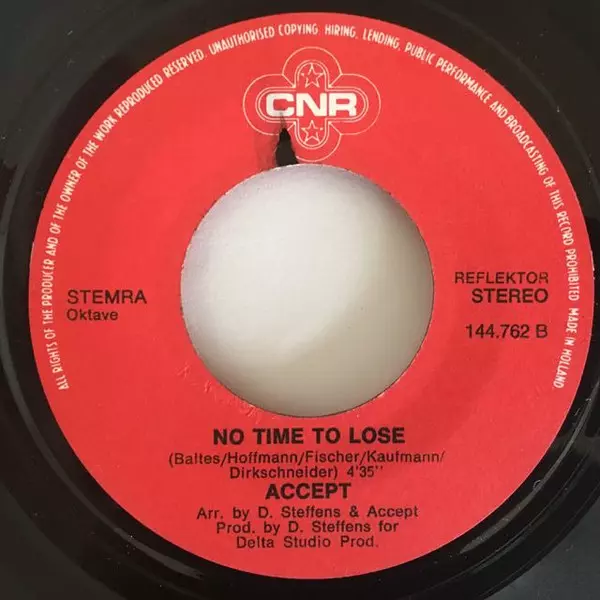 ALL RIGHTS OF THE PRODUCER AND OF THE OWNER OF THE WORK REPRODUCED RESERVED. UNAUTHORISED COPYING, HIRING, LENDING, PUBLIC PERFORMANCE AND BROADCASTING OF THIS RECORD PROHIBITED MADE IN HOLLAND.
CNR
STEMRA
Oktave
REFLEKTOR
STEREO
144.762 B
NO TIME TO LOSE
(Baltes/Hoffmann/Fischer/Kaufmann/
Dirkschneider) 4'35"
ACCEPT
Arr. by D. Steffens & Accept
Prod. by D. Steffens for
Delta Studio Prod.